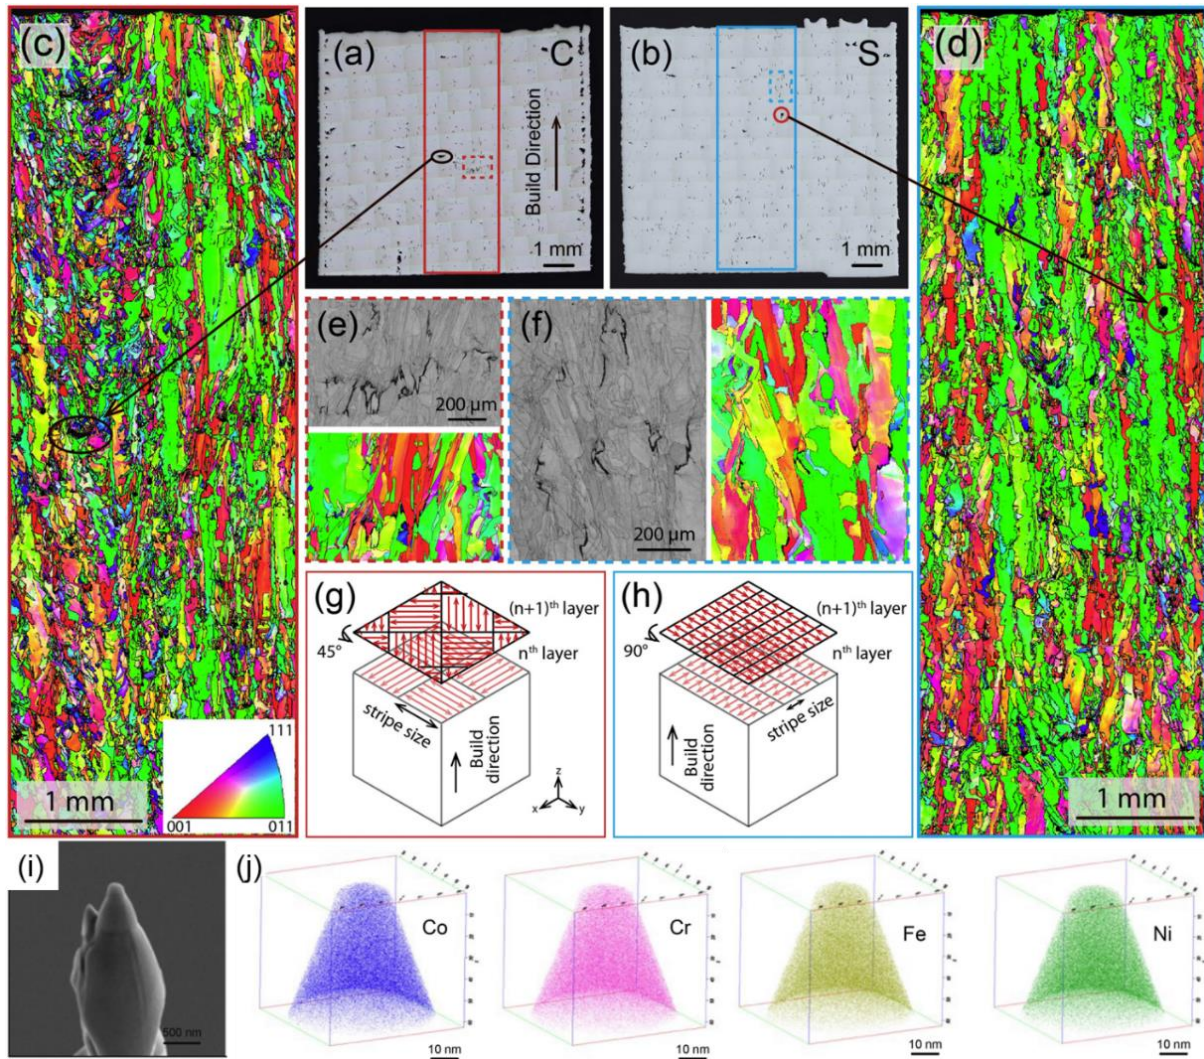 (c)
(a)
C
Build Direction
1 mm
(b)
S
1 mm
(d)
(e)
200 µm
(f)
200 µm
(g)
(n+1)th layer
45°
nth layer
stripe size
Build
direction
z
x
y
(h)
(n+1)th layer
90°
nth layer
stripe size
Build
direction
111
001
011
1 mm
1 mm
(i)
500 nm
(j)
Co
10 nm
Cr
10 nm
Fe
10 nm
Ni
10 nm